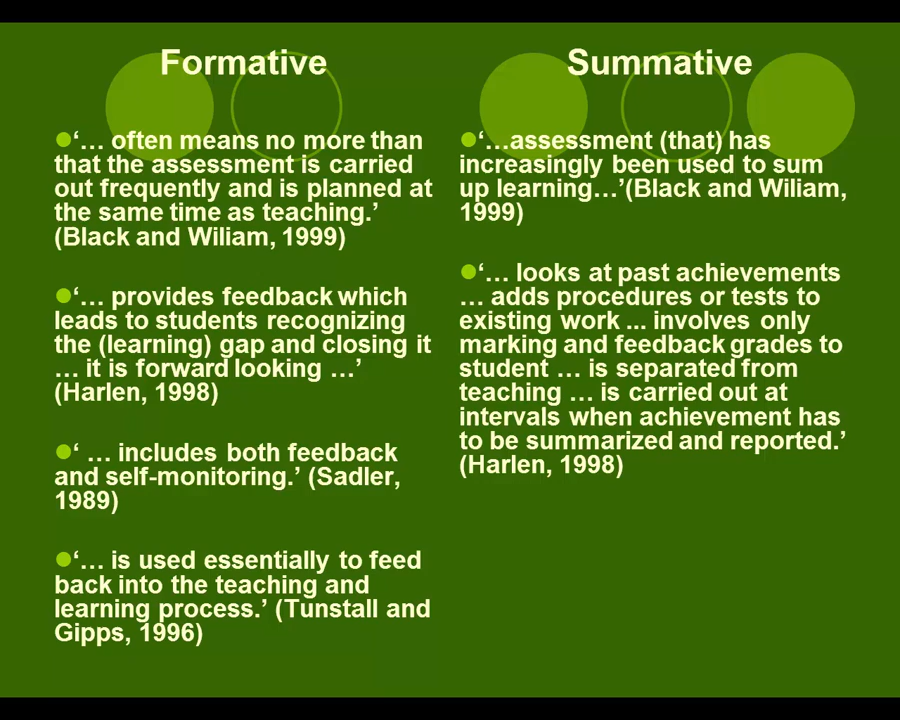 Formative
‘… often means no more than
that the assessment is carried
out frequently and is planned at
the same time as teaching.’
(Black and Wiliam, 1999)
‘… provides feedback which
leads to students recognizing
the (learning) gap and closing it
… it is forward looking …’
(Harlen, 1998)
‘ … includes both feedback
and self-monitoring.’ (Sadler,
1989)
‘… is used essentially to feed
back into the teaching and
learning process.’ (Tunstall and
Gipps, 1996)
Summative
‘…assessment (that) has
increasingly been used to sum
up learning…’(Black and Wiliam,
1999)
‘… looks at past achievements
… adds procedures or tests to
existing work ... involves only
marking and feedback grades to
student … is separated from
teaching … is carried out at
intervals when achievement has
to be summarized and reported.’
(Harlen, 1998)